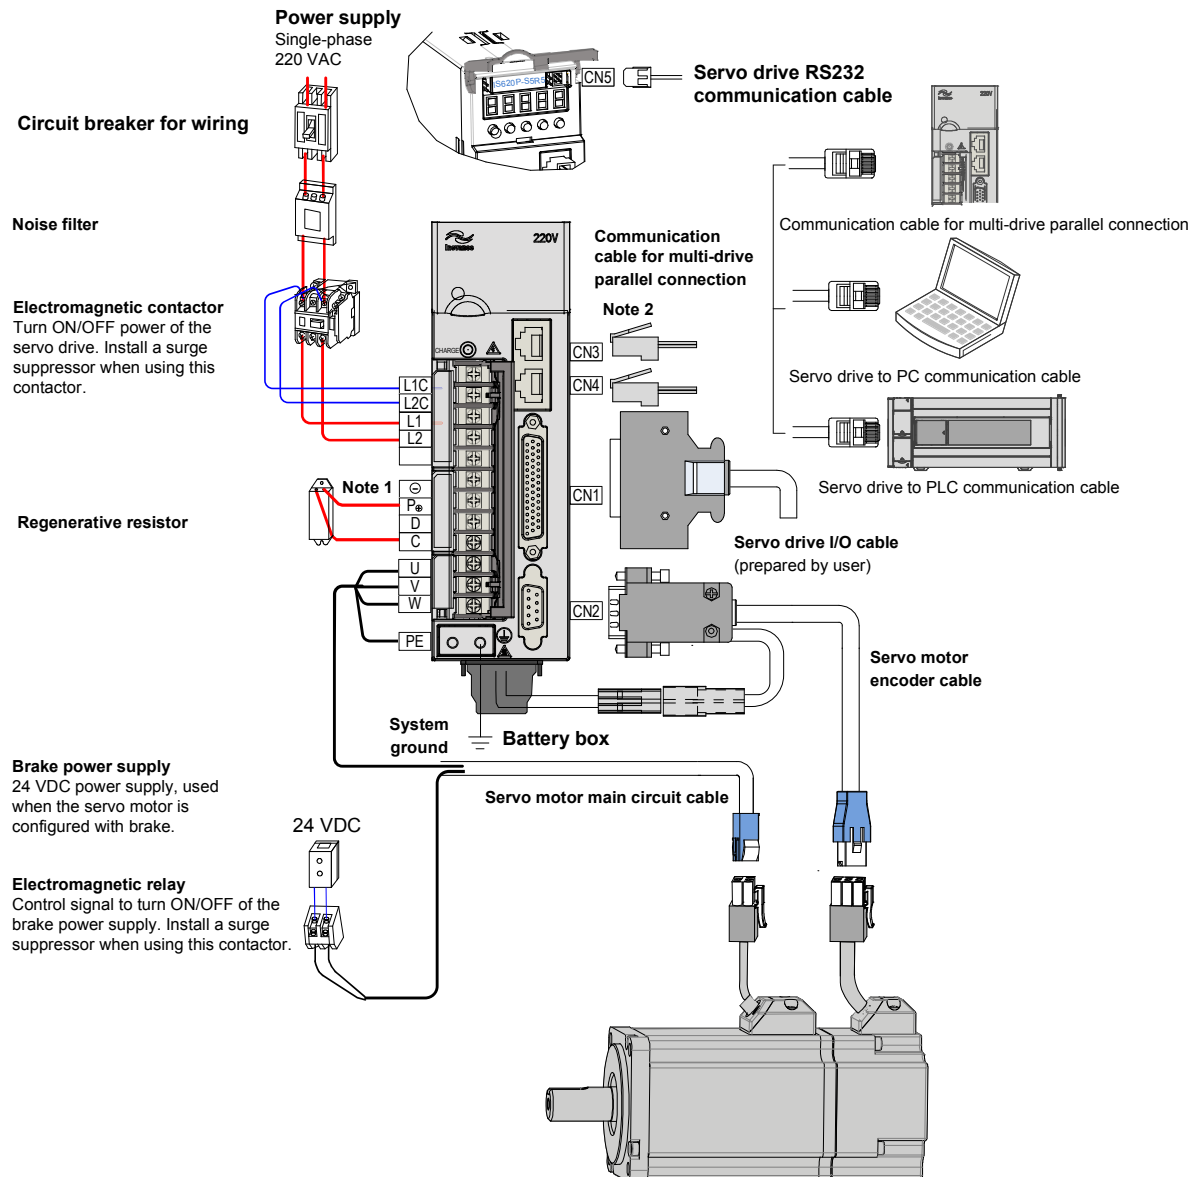 Power supply
Single-phase
220 VAC
Circuit breaker for wiring
Noise filter
Electromagnetic contactor
Turn ON/OFF power of the
servo drive. Install a surge
suppressor when using this
contactor.
Note 1
Regenerative resistor
L1C
L2C
L1
L2
⊖
P⊕
D
C
U
V
W
PE
IS620P-S5R5
CN5
Servo drive RS232
communication cable
Inovance
220V
CHARGE
Communication
cable for multi-drive
parallel connection
Note 2
CN3
CN4
CN1
CN2
220V
Communication cable for multi-drive parallel connection
Servo drive to PC communication cable
Servo drive to PLC communication cable
Servo drive I/O cable
(prepared by user)
Servo motor
encoder cable
System
ground
Battery box
Servo motor main circuit cable
Brake power supply
24 VDC power supply, used
when the servo motor is
configured with brake.
24 VDC
Electromagnetic relay
Control signal to turn ON/OFF of the
brake power supply. Install a surge
suppressor when using this contactor.